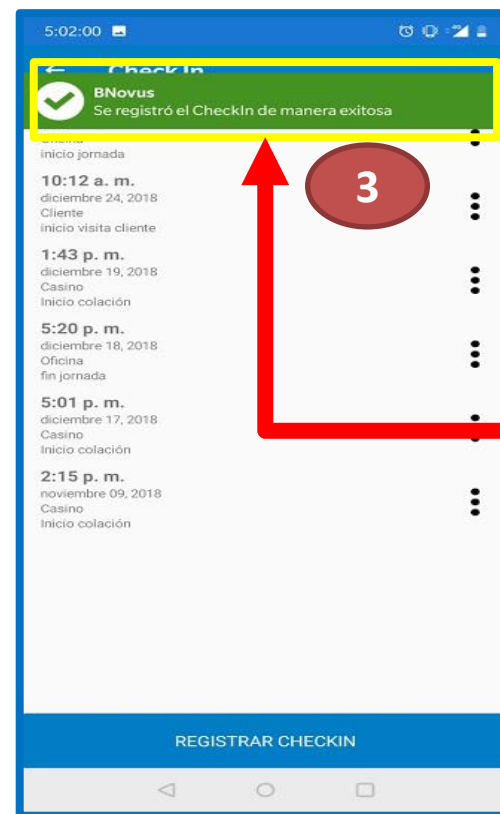 5:02:00
CheckIn
BNovus
Se registró el CheckIn de manera exitosa
inicio jornada
3
10:12 a. m.
diciembre 24, 2018
Cliente
inicio visita cliente
1:43 p. m.
diciembre 19, 2018
Casino
Inicio colación
5:20 p. m.
diciembre 18, 2018
Oficina
fin jornada
5:01 p. m.
diciembre 17, 2018
Casino
Inicio colación
2:15 p. m.
noviembre 09, 2018
Casino
Inicio colación
REGISTRAR CHECKIN